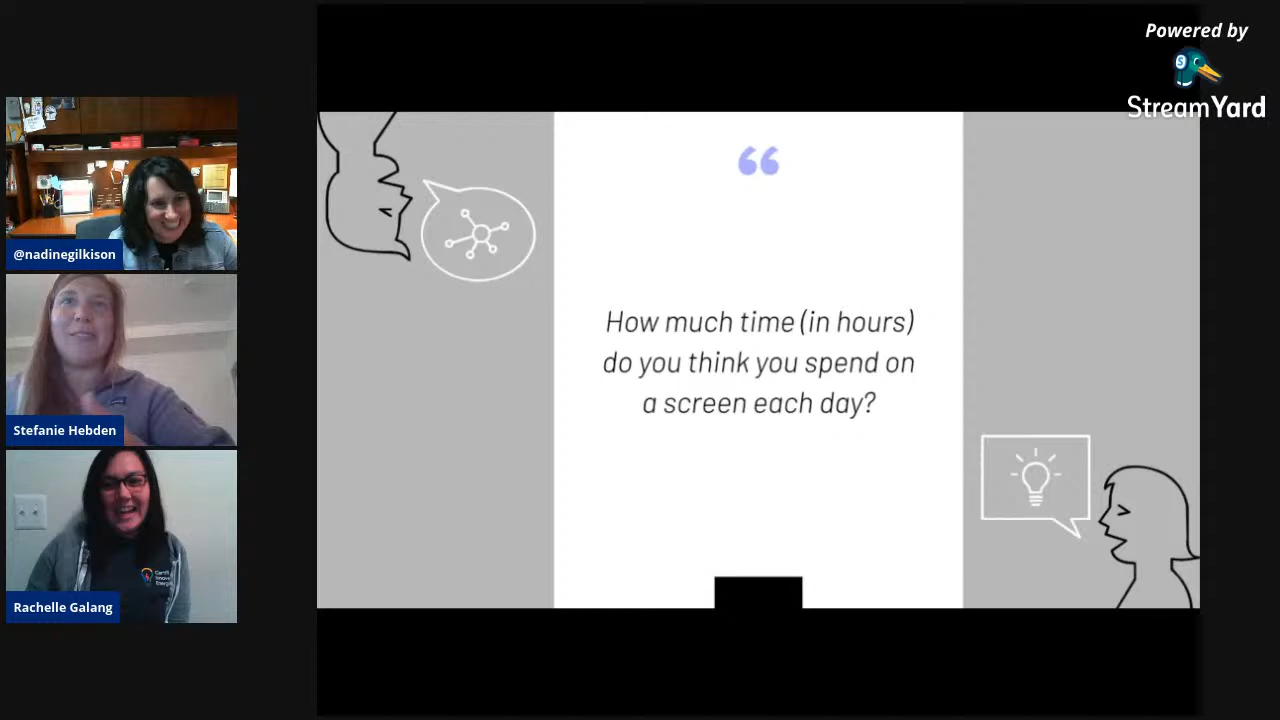 Powered by
StreamYard
@nadinegilkison
Stefanie Hebden
Rachelle Galang
“
How much time (in hours)
do you think you spend on
a screen each day?